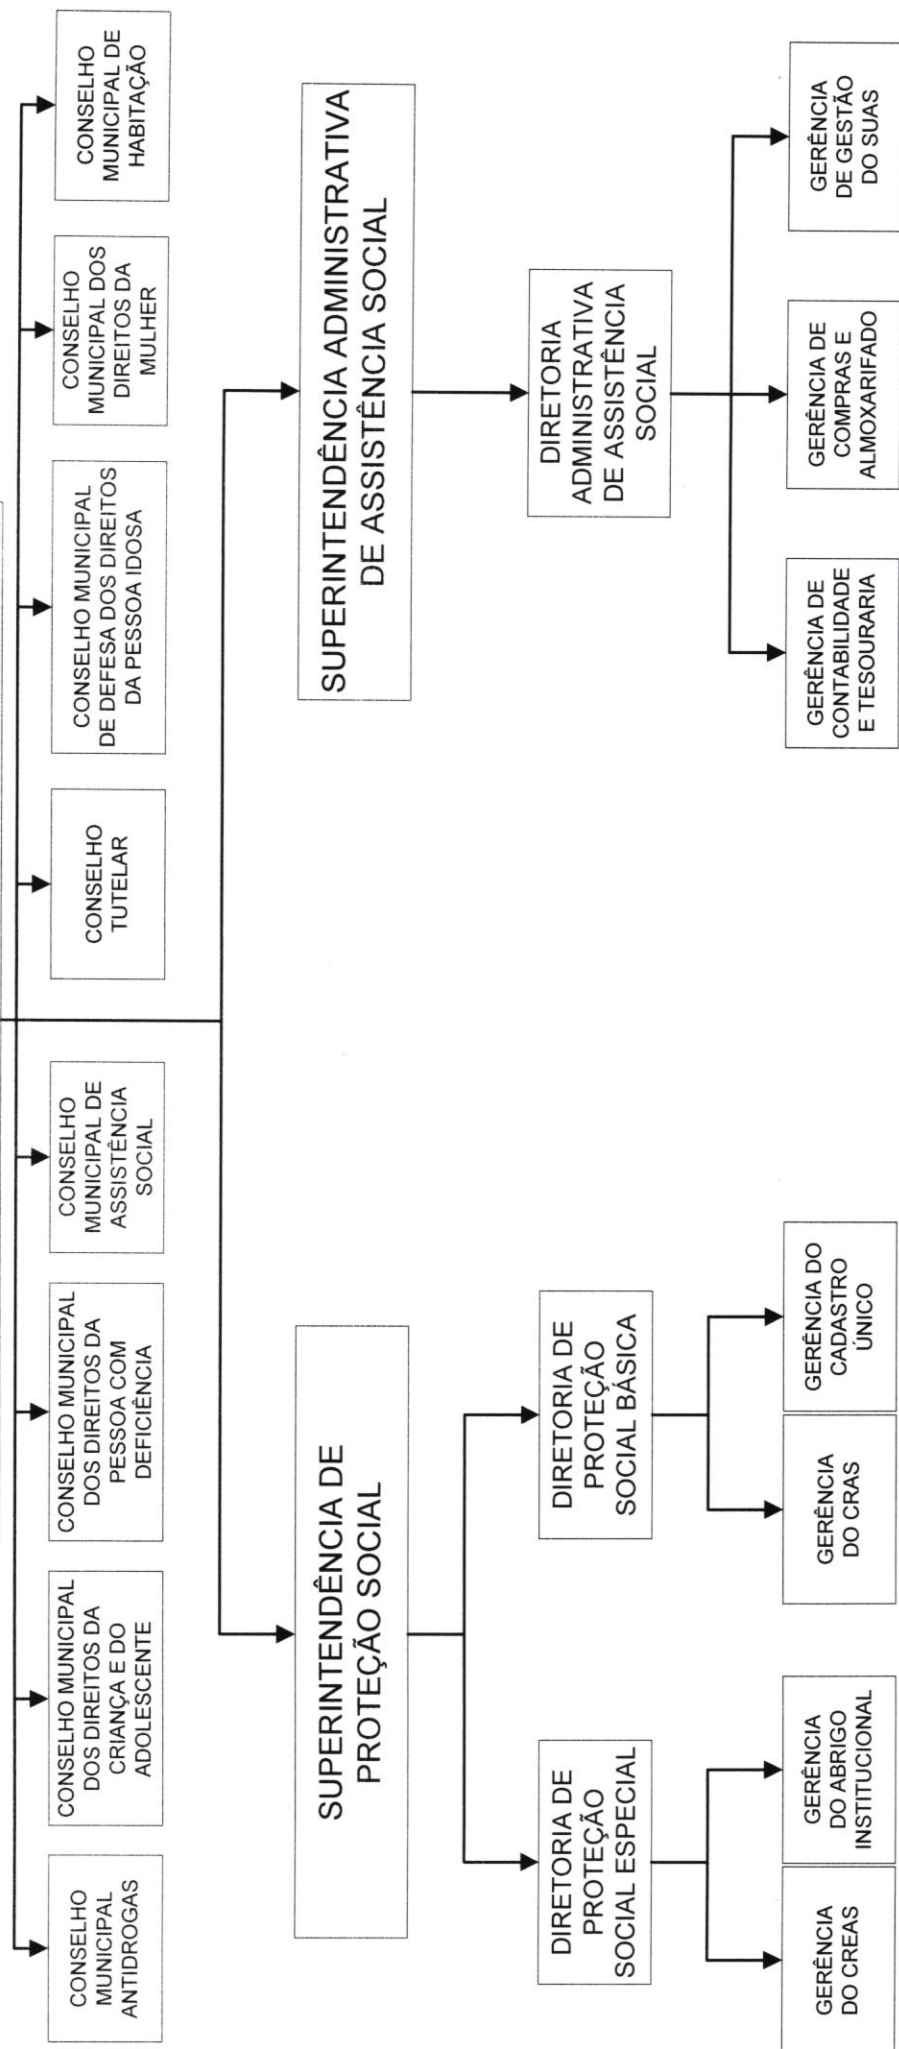 CONSELHO
MUNICIPAL
ANTIDROGAS
CONSELHO MUNICIPAL
DOS DIREITOS DA
CRIANÇA E DO
ADOLESCENTE
CONSELHO MUNICIPAL
DOS DIREITOS DA
PESSOA COM
DEFICIÊNCIA
CONSELHO
MUNICIPAL DE
ASSISTÊNCIA
SOCIAL
CONSELHO
TUTELAR
CONSELHO MUNICIPAL
DE DEFESA DOS DIREITOS
DA PESSOA IDOSA
CONSELHO
MUNICIPAL DOS
DIREITOS DA
MULHER
CONSELHO
MUNICIPAL DE
HABITAÇÃO
SUPERINTENDÊNCIA DE
PROTEÇÃO SOCIAL
SUPERINTENDÊNCIA ADMINISTRATIVA
DE ASSISTÊNCIA SOCIAL
DIRETORIA DE
PROTEÇÃO
SOCIAL ESPECIAL
DIRETORIA DE
PROTEÇÃO
SOCIAL BÁSICA
DIRETORIA
ADMINISTRATIVA
DE ASSISTÊNCIA
SOCIAL
GERÊNCIA
DO CREAS
GERÊNCIA
DO ABRIGO
INSTITUCIONAL
GERÊNCIA
DO CRAS
GERÊNCIA DO
CADASTRO
ÚNICO
GERÊNCIA DE
CONTABILIDADE
E TESOURARIA
GERÊNCIA DE
COMPRAS E
ALMOXARIFADO
GERÊNCIA
DE GESTÃO
DO SUAS